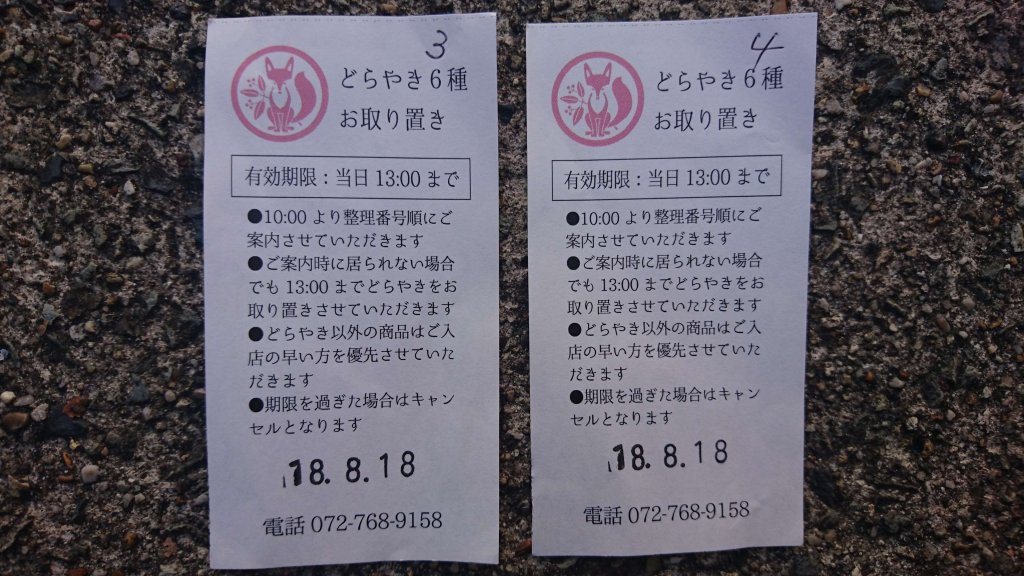 3
どらやき6種
お取り置き
有効期限：当日 13:00 まで
●10:00 より整理番号順にご
案内させていただきます
●ご案内時に居られない場合
でも 13:00 までどらやきをお
取り置きさせていただきます
●どらやき以外の商品はご入
店の早い方を優先させていた
だきます
●期限を過ぎた場合はキャン
セルとなります
18.8.18
電話 072-768-9158
4
どらやき6種
お取り置き
有効期限：当日 13:00 まで
●10:00 より整理番号順にご
案内させていただきます
●ご案内時に居られない場合
でも 13:00 までどらやきをお
取り置きさせていただきます
●どらやき以外の商品はご入
店の早い方を優先させていた
だきます
●期限を過ぎた場合はキャン
セルとなります
18.8.18
電話 072-768-9158